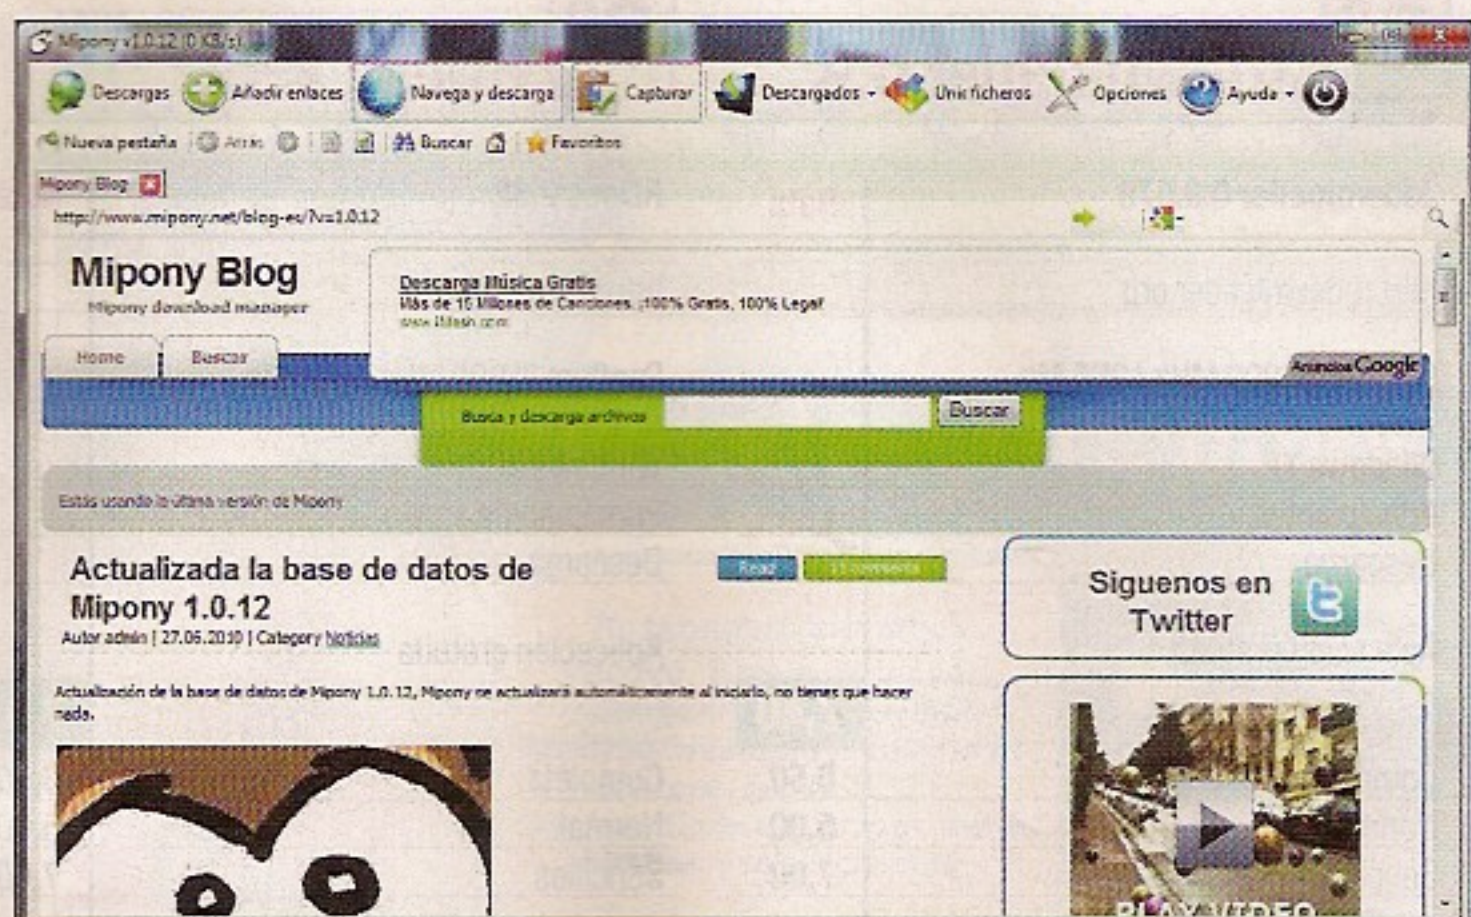 Mipony v1.0.12 (0 KB/s)
Descargas Añadir enlaces Navega y descarga Capturar Descargados Unir ficheros Opciones Ayuda
Nueva pestaña Atrás Buscar Favoritos
Mipony Blog
http://www.mipony.net/blog-es/?v=1.0.12
Mipony Blog
Mipony download manager
Descarga Música Gratis
Más de 15 Millones de Canciones. ¡100% Gratis, 100% Legal!
Home Buscar
Anuncios Google
Busca y descarga archivos Buscar
Estás usando la última versión de Mipony
Actualizada la base de datos de
Mipony 1.0.12
Read comments
Autor admin | 27.06.2010 | Category Noticias
Siguenos en
Twitter
Actualización de la base de datos de Mipony 1.0.12, Mipony se actualizará automáticamente al iniciarlo, no tienes que hacer
nada.
PLAY VIDEO